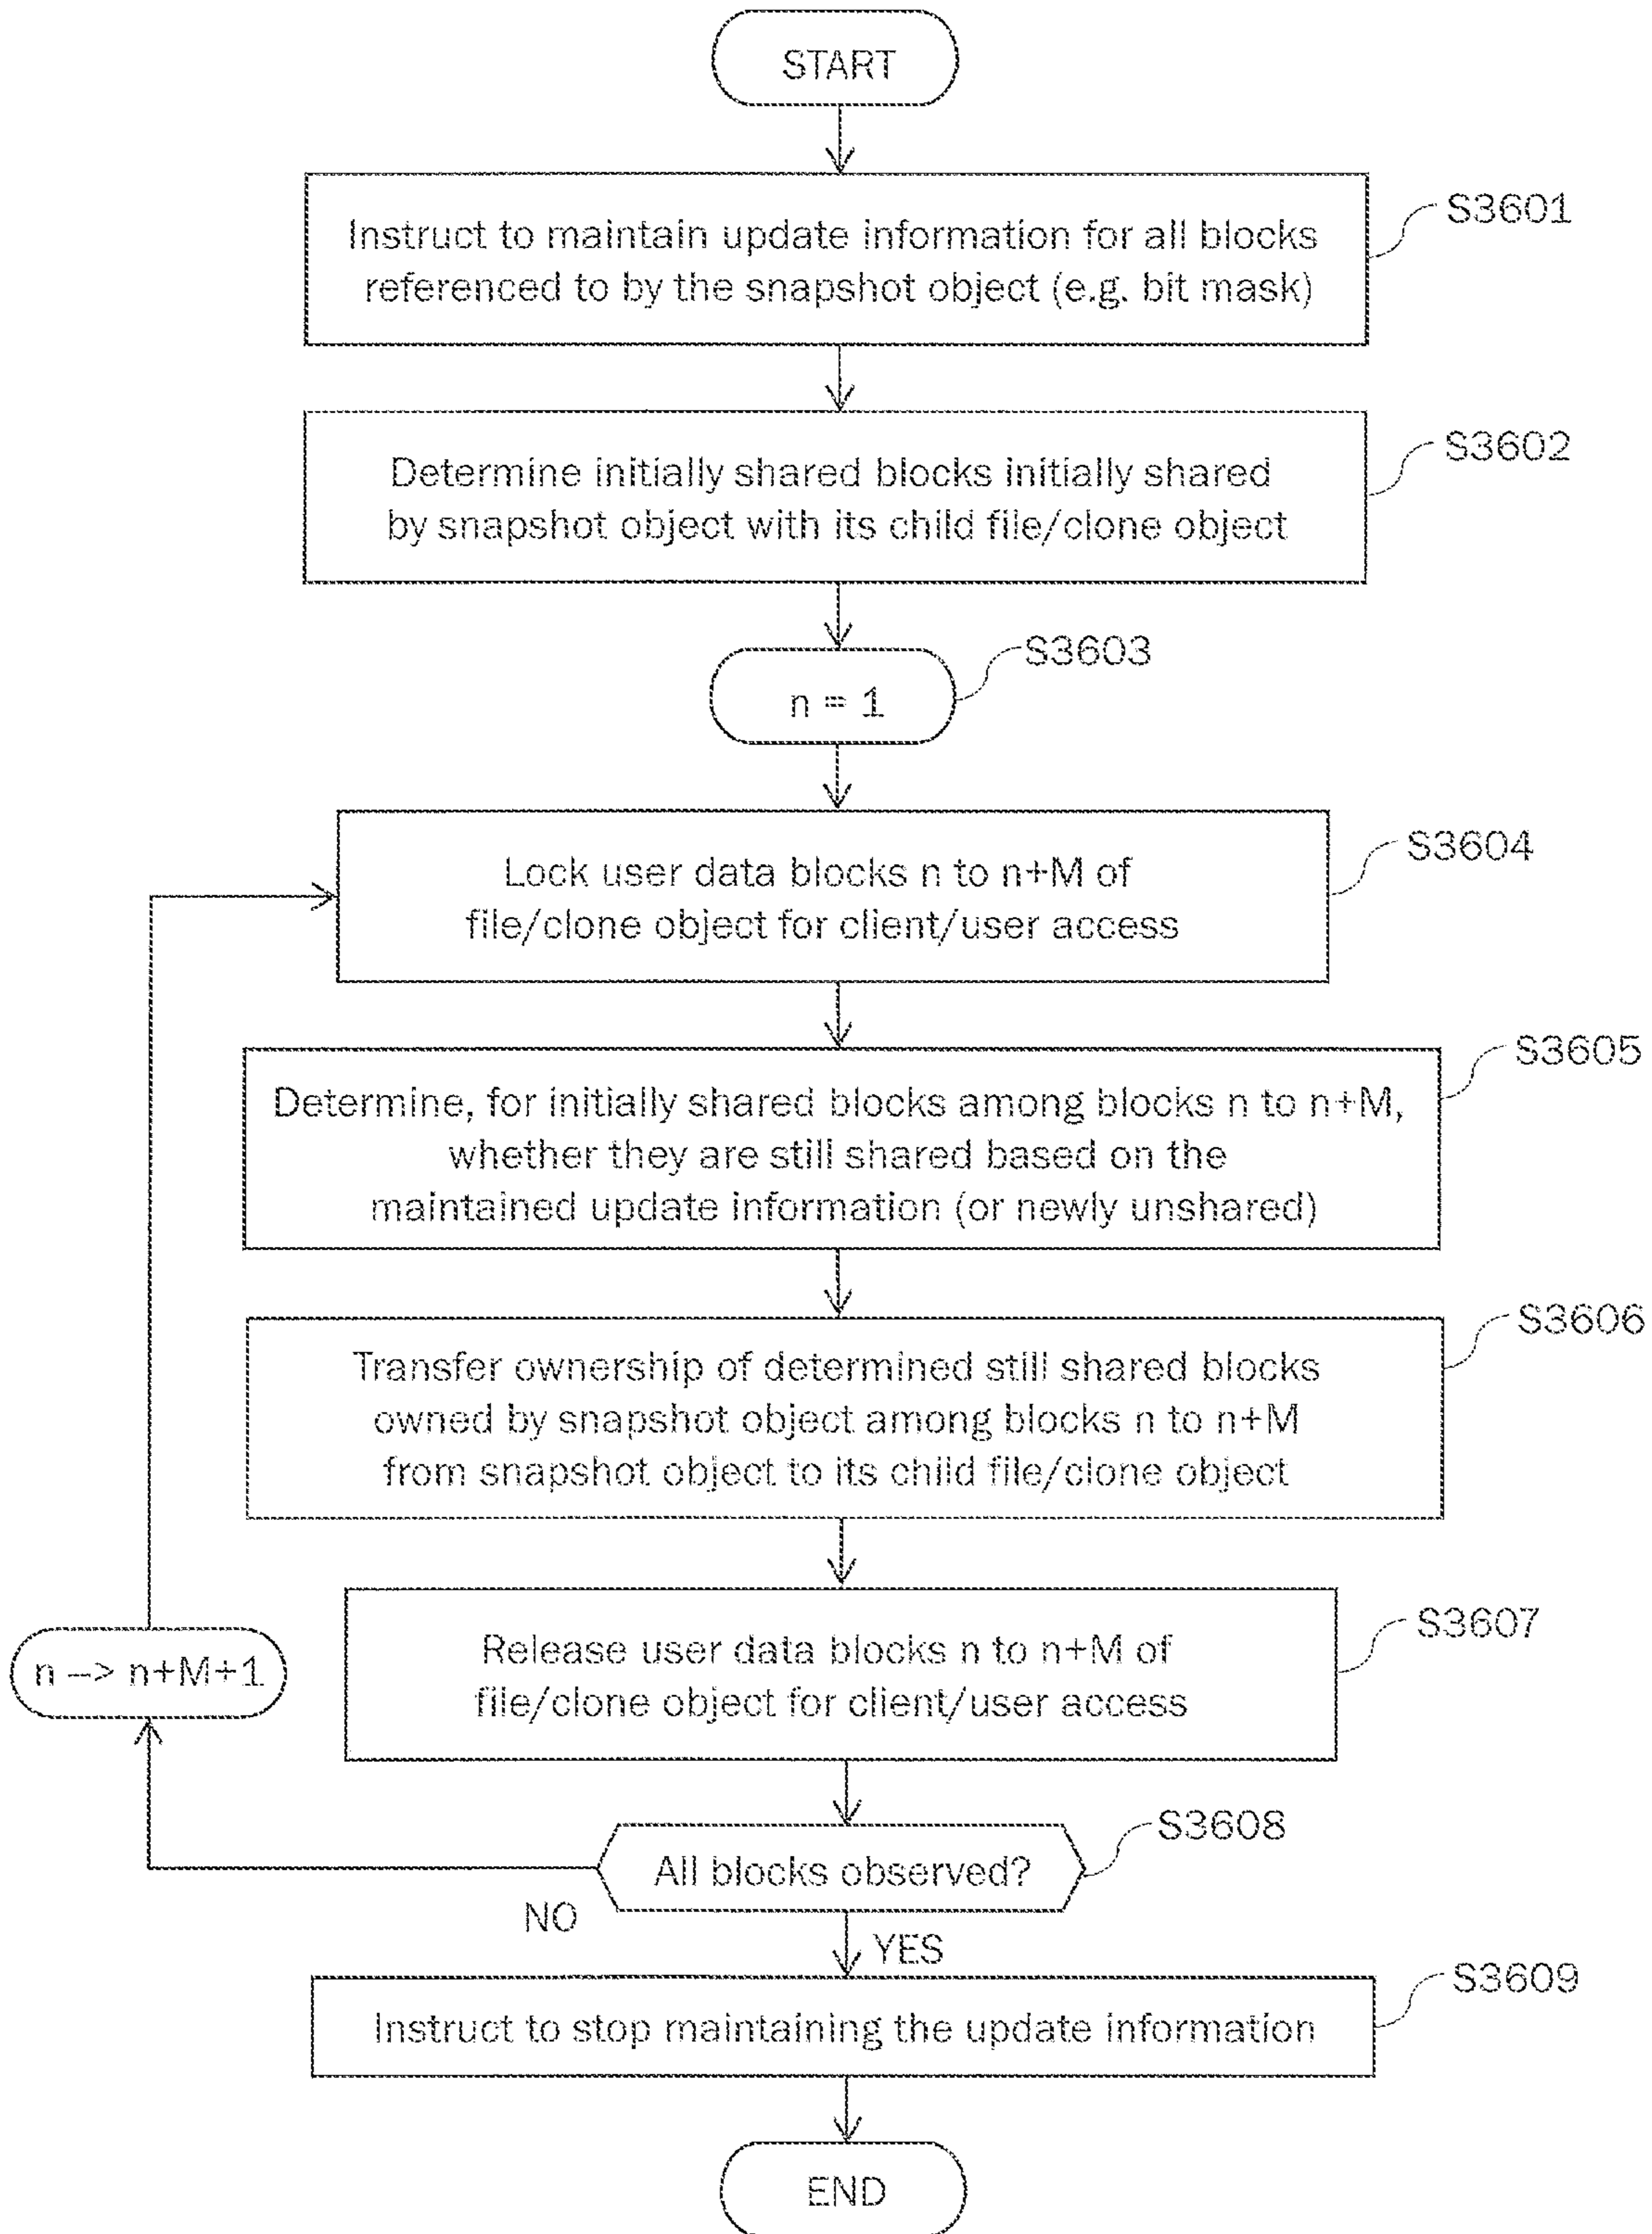 START
Instruct to maintain update information for all blocks
referenced to by the snapshot object (e.g. bit mask)
S3601
Determine initially shared blocks initially shared
by snapshot object with its child file/clone object
S3602
n = 1
S3603
Lock user data blocks n to n+M of
file/clone object for client/user access
S3604
Determine, for initially shared blocks among blocks n to n+M,
whether they are still shared based on the
maintained update information (or newly unshared)
S3605
Transfer ownership of determined still shared blocks
owned by snapshot object among blocks n to n+M
from snapshot object to its child file/clone object
S3606
Release user data blocks n to n+M of
file/clone object for client/user access
S3607
n --> n+M+1
All blocks observed?
S3608
NO
YES
Instruct to stop maintaining the update information
S3609
END